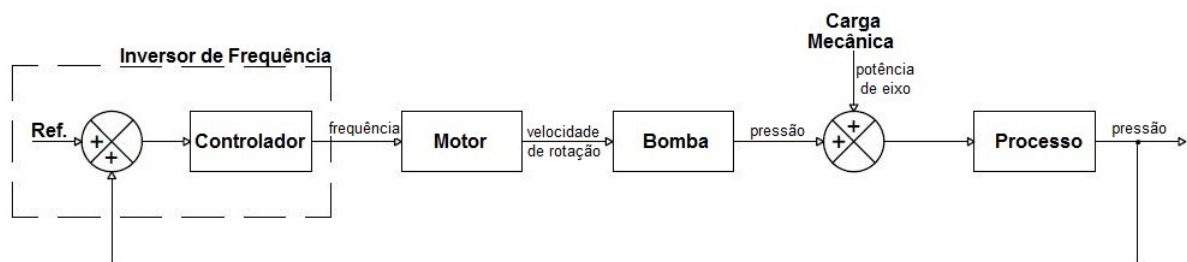 Carga
Mecânica
Inversor de Frequência
potência
de eixo
Ref.
+
+
Controlador
frequência
Motor
velocidade
de rotação
Bomba
pressão
+
+
Processo
pressão